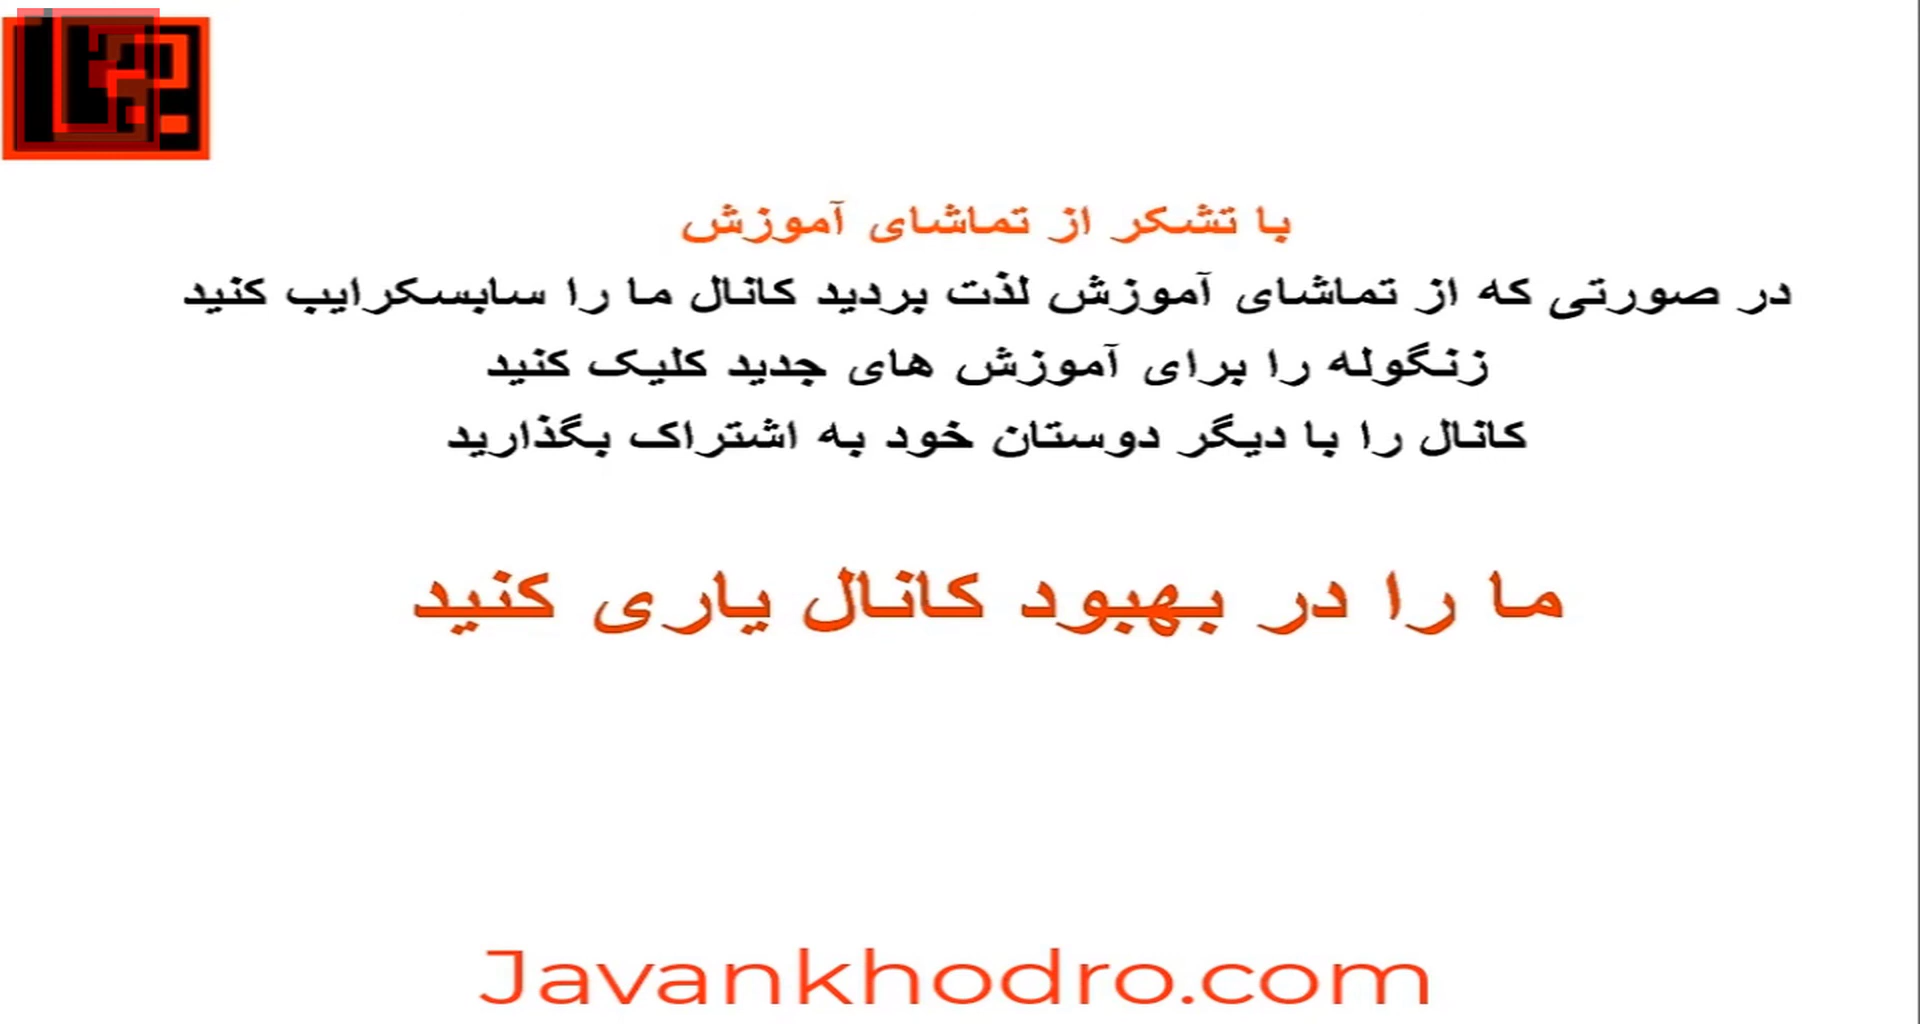 با تشکر از تماشای آموزش
در صورتی که از تماشای آموزش لذت بردید کانال ما را سابسکرایب کنید
زنگوله را برای آموزش های جدید کلیک کنید
کانال را با دیگر دوستان خود به اشتراک بگذارید
ما را در بهبود کانال یاری کنید
Javankhodro.com